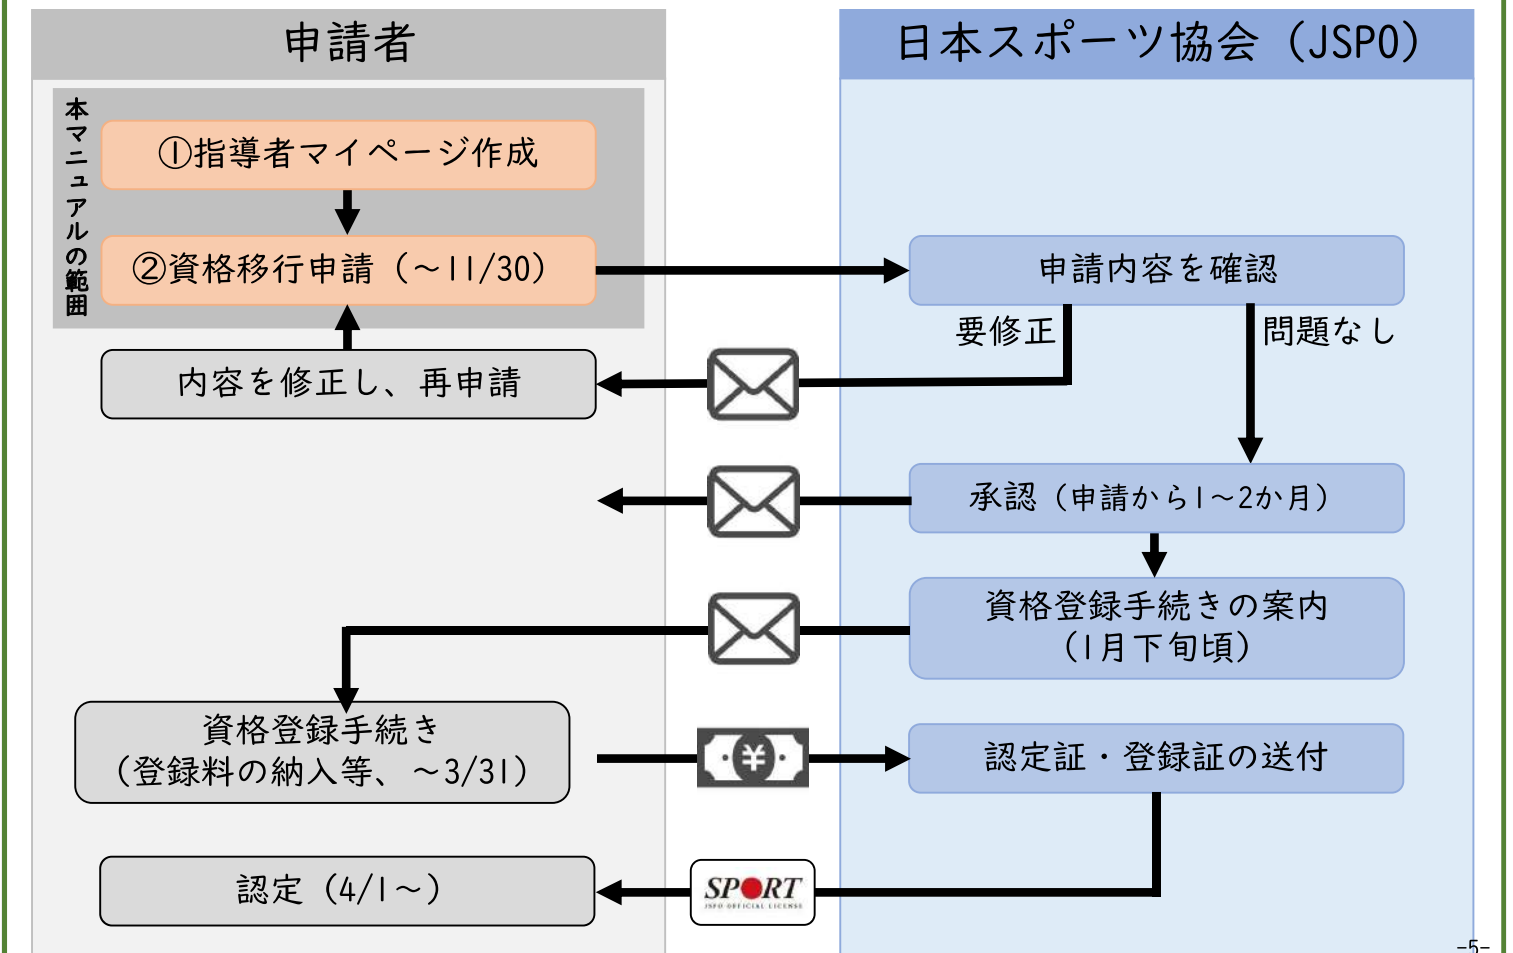 申請者
日本スポーツ協会（JSPO）
本マニュアルの範囲
①指導者マイページ作成
②資格移行申請（～11/30）
申請内容を確認
要修正
問題なし
内容を修正し、再申請
承認（申請から1～2か月）
資格登録手続きの案内
（1月下旬頃）
資格登録手続き
（登録料の納入等、～3/31）
¥
認定証・登録証の送付
認定（4/1～）
SPORT
JSPO OFFICIAL LICENSE
-5-